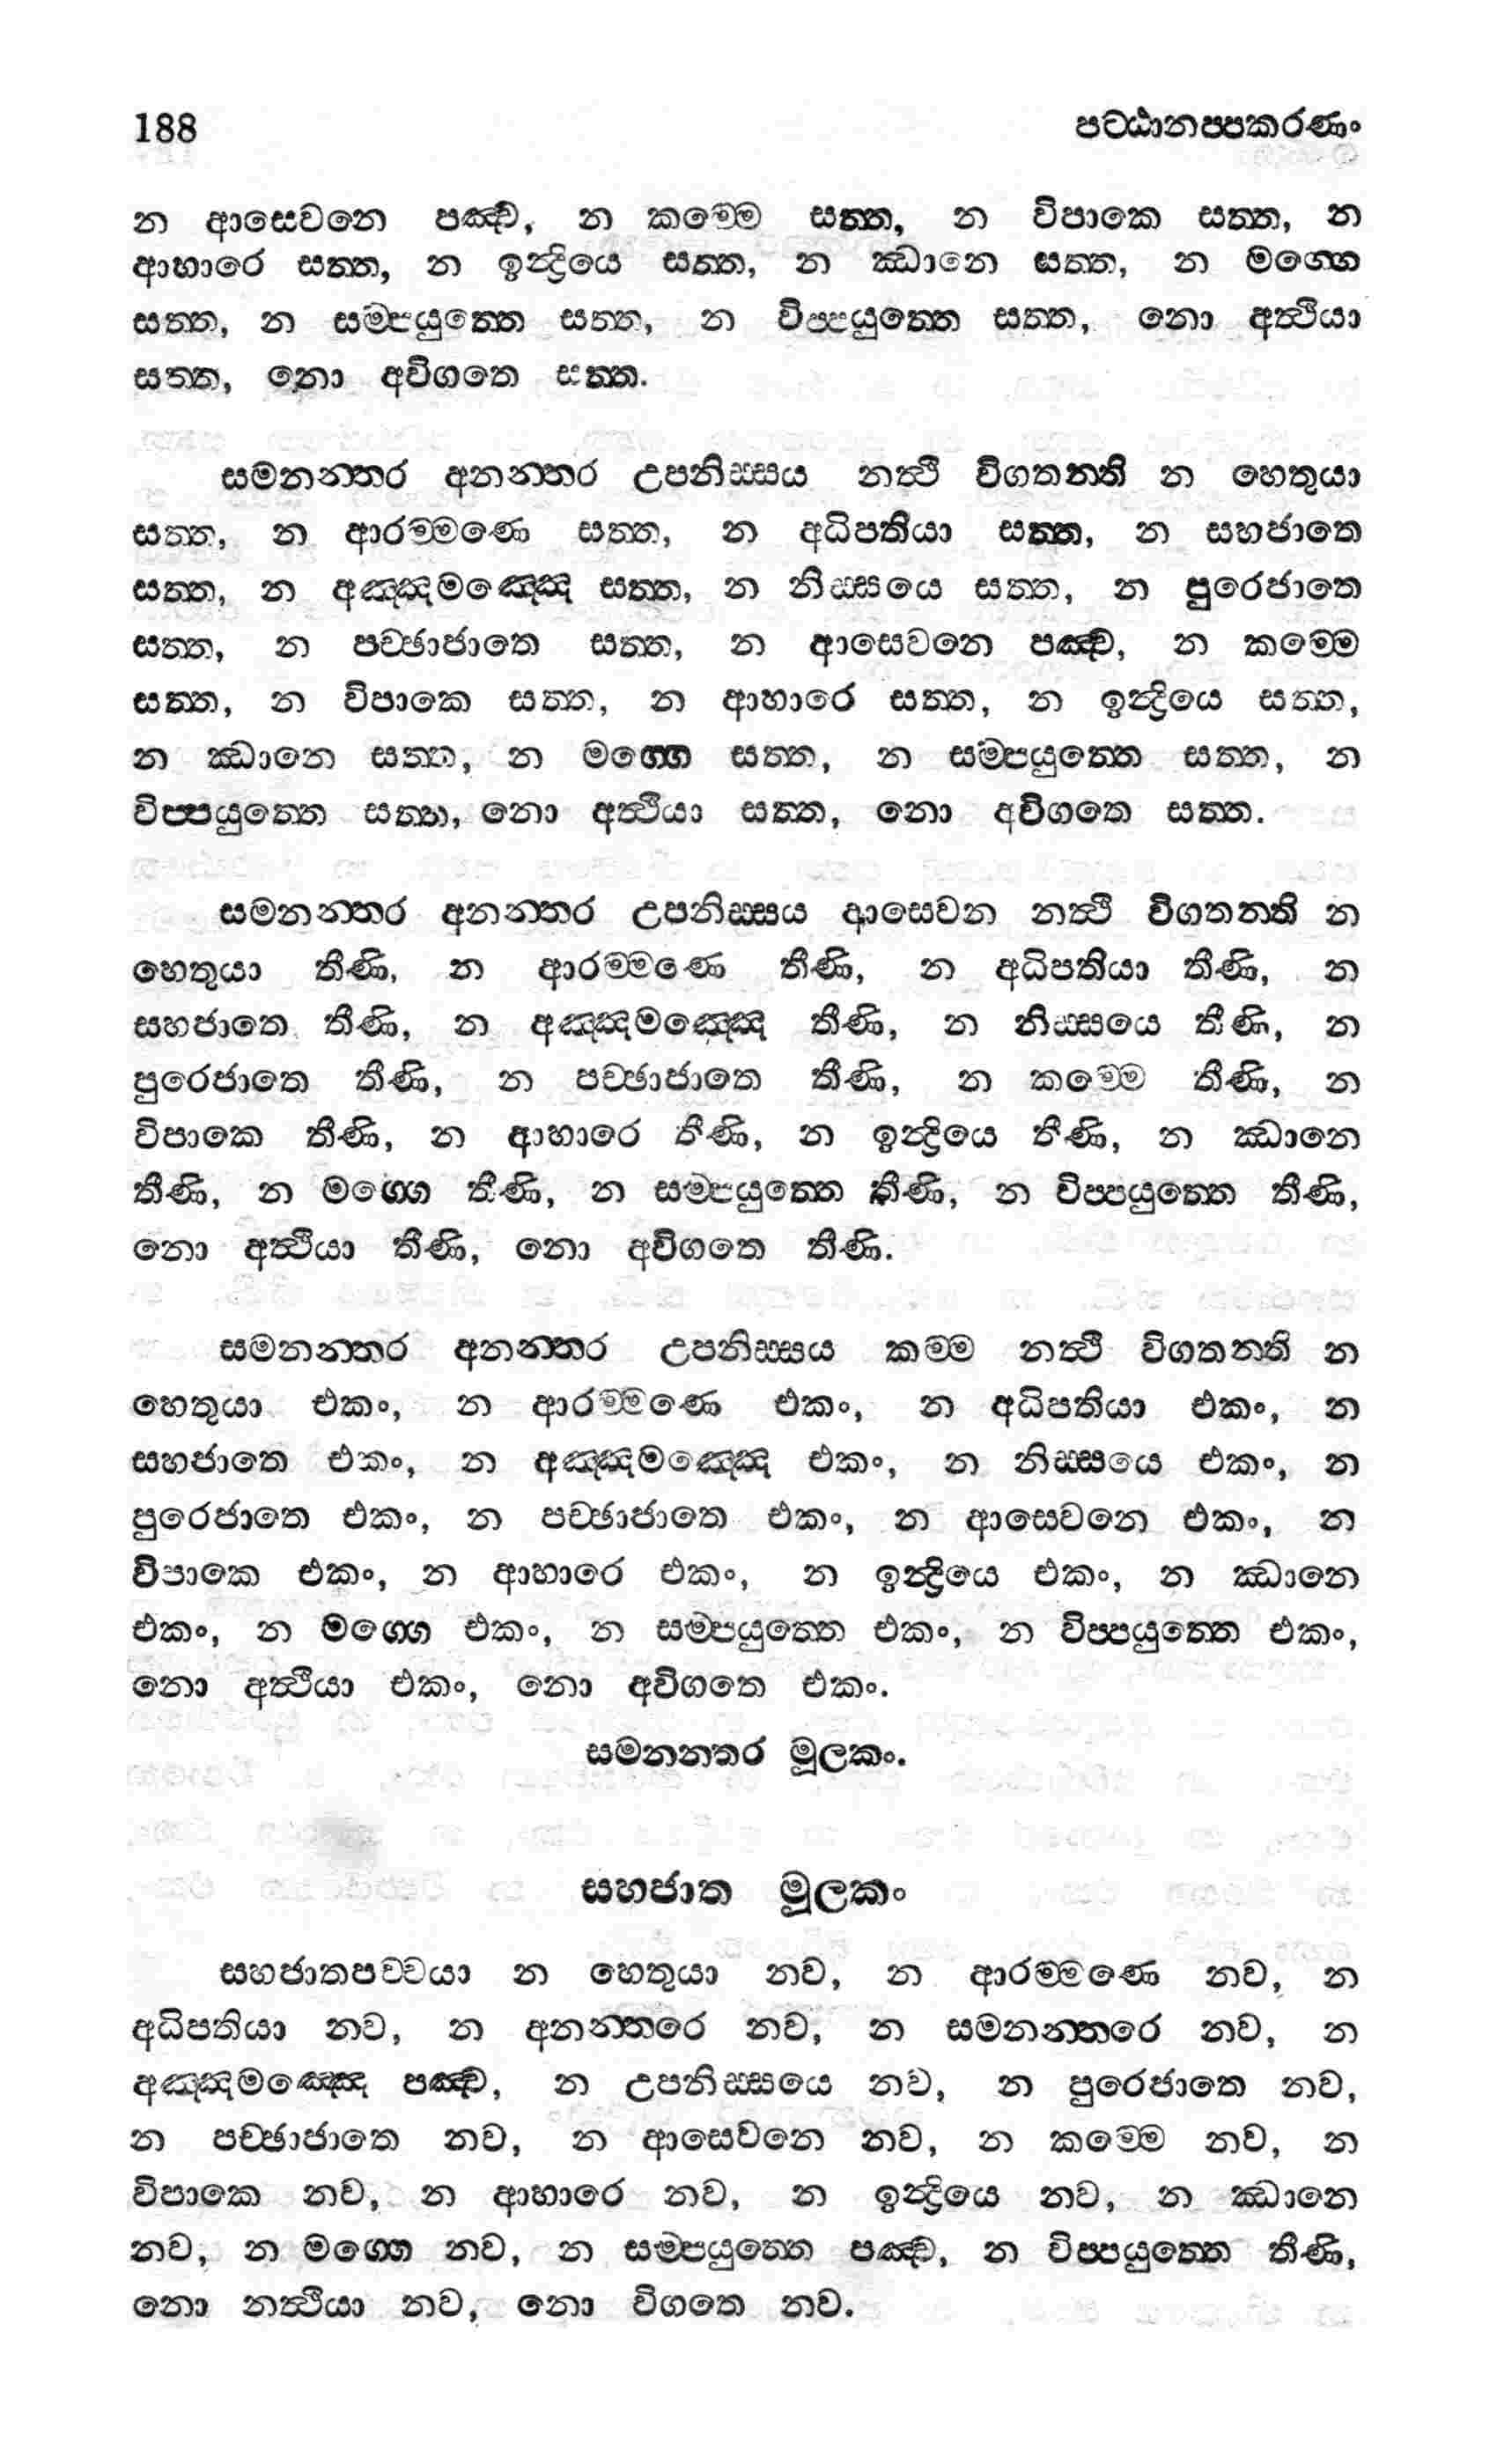 188 පට්ඨානප්පකරණං
න ආසෙවනෙ පඤ්ච, න කම්මෙ සත්ත, න විපාකෙ සත්ත, න
ආහාරෙ සත්ත, න ඉන්ද්‍රියෙ සත්ත, න ඣානෙ සත්ත, න මග්ගෙ
සත්ත, න සම්පයුත්තෙ සත්ත, න විප්පයුත්තෙ සත්ත, නො අත්ථියා
සත්ත, නො අවිගතෙ සත්ත.
සමනන්තර අනන්තර උපනිස්සය නත්ථි විගතන්ති න හෙතුයා
සත්ත, න ආරම්මණෙ සත්ත, න අධිපතියා සත්ත, න සහජාතෙ
සත්ත, න අඤ්ඤමඤ්ඤෙ සත්ත, න නිස්සයෙ සත්ත, න පුරෙජාතෙ
සත්ත, න පච්ඡාජාතෙ සත්ත, න ආසෙවනෙ පඤ්ච, න කම්මෙ
සත්ත, න විපාකෙ සත්ත, න ආහාරෙ සත්ත, න ඉන්ද්‍රියෙ සත්ත,
න ඣානෙ සත්ත, න මග්ගෙ සත්ත, න සම්පයුත්තෙ සත්ත, න
විප්පයුත්තෙ සත්ත, නො අත්ථියා සත්ත, නො අවිගතෙ සත්ත.
සමනන්තර අනන්තර උපනිස්සය ආසෙවන නත්ථි විගතන්ති න
හෙතුයා තීණි, න ආරම්මණෙ තීණි, න අධිපතියා තීණි, න
සහජාතෙ තීණි, න අඤ්ඤමඤ්ඤෙ තීණි, න නිස්සයෙ තීණි, න
පුරෙජාතෙ තීණි, න පච්ඡාජාතෙ තීණි, න කම්මෙ තීණි, න
විපාකෙ තීණි, න ආහාරෙ තීණි, න ඉන්ද්‍රියෙ තීණි, න ඣානෙ
තීණි, න මග්ගෙ තීණි, න සම්පයුත්තෙ තීණි, න විප්පයුත්තෙ තීණි,
නො අත්ථියා තීණි, නො අවිගතෙ තීණි.
සමනන්තර අනන්තර උපනිස්සය කම්ම නත්ථි විගතන්ති න
හෙතුයා එකං, න ආරම්මණෙ එකං, න අධිපතියා එකං, න
සහජාතෙ එකං, න අඤ්ඤමඤ්ඤෙ එකං, න නිස්සයෙ එකං, න
පුරෙජාතෙ එකං, න පච්ඡාජාතෙ එකං, න ආසෙවනෙ එකං, න
විපාකෙ එකං, න ආහාරෙ එකං, න ඉන්ද්‍රියෙ එකං, න ඣානෙ
එකං, න මග්ගෙ එකං, න සම්පයුත්තෙ එකං, න විප්පයුත්තෙ එකං,
නො අත්ථියා එකං, නො අවිගතෙ එකං.
සමනන්තර මූලකං.
සහජාත මූලකං
සහජාතපච්චයා න හෙතුයා නව, න ආරම්මණෙ නව, න
අධිපතියා නව, න අනන්තරෙ නව, න සමනන්තරෙ නව, න
අඤ්ඤමඤ්ඤෙ පඤ්ච, න උපනිස්සයෙ නව, න පුරෙජාතෙ නව,
න පච්ඡාජාතෙ නව, න ආසෙවනෙ නව, න කම්මෙ නව, න
විපාකෙ නව, න ආහාරෙ නව, න ඉන්ද්‍රියෙ නව, න ඣානෙ
නව, න මග්ගෙ නව, න සම්පයුත්තෙ පඤ්ච, න විප්පයුත්තෙ තීණි,
නො නත්ථියා නව, නො විගතෙ නව.